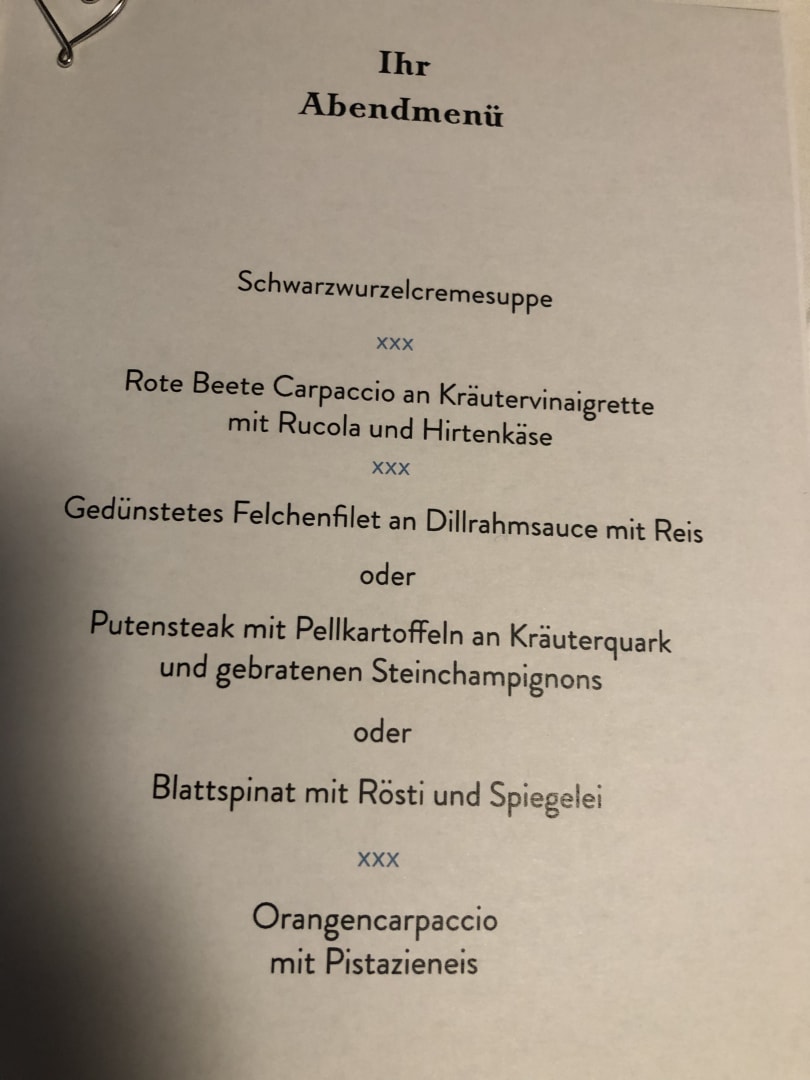 Ihr
Abendmenü
Schwarzwurzelcremesuppe
xxx
Rote Beete Carpaccio an Kräutervinaigrette
mit Rucola und Hirtenkäse
xxx
Gedünstetes Felchenfilet an Dillrahmsauce mit Reis
oder
Putensteak mit Pellkartoffeln an Kräuterquark
und gebratenen Steinchampignons
oder
Blattspinat mit Rösti und Spiegelei
xxx
Orangencarpaccio
mit Pistazieneis